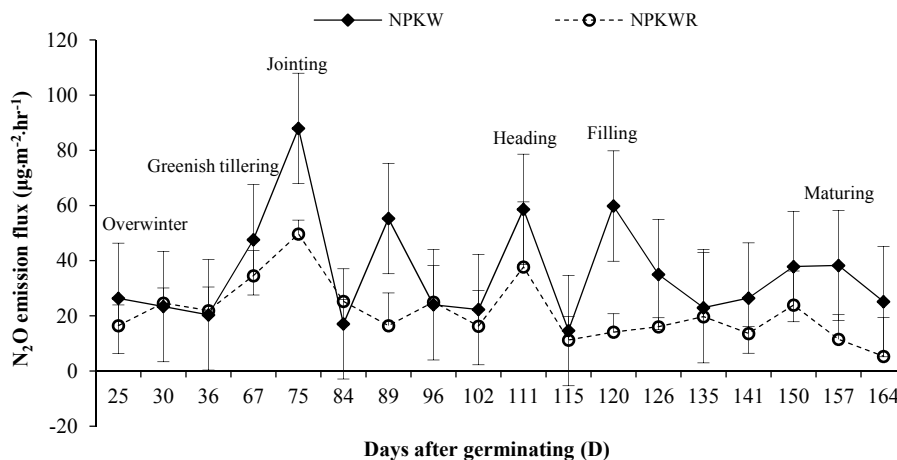 NPKW NPKWR
120
100
80
60
40
20
0
-20
N₂O emission flux (μg·m⁻²·hr⁻¹)
Jointing
Greenish tillering
Overwinter
Heading
Filling
Maturing
25 30 36 67 75 84 89 96 102 111 115 120 126 135 141 150 157 164
Days after germinating (D)